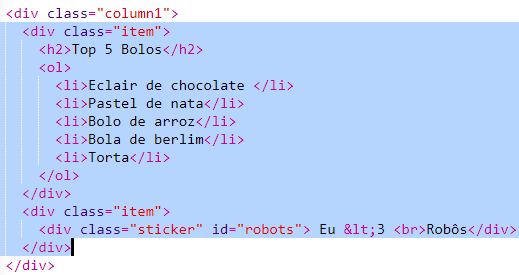 <div class="column1">
<div class="item">
<h2>Top 5 Bolos</h2>
<ol>
<li>Eclair de chocolate </li>
<li>Pastel de nata</li>
<li>Bolo de arroz</li>
<li>Bola de berlim</li>
<li>Torta</li>
</ol>
</div>
<div class="item">
<div class="sticker" id="robots"> Eu &lt;3 <br>Robôs</div>
</div>
</div>